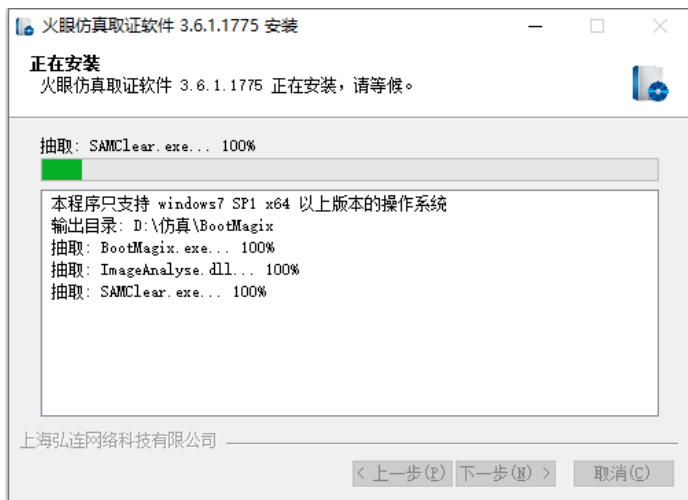 火眼仿真取证软件 3.6.1.1775 安装
正在安装
火眼仿真取证软件 3.6.1.1775 正在安装，请等候。
抽取: SAMClear.exe... 100%
本程序只支持 windows7 SP1 x64 以上版本的操作系统
输出目录: D:\仿真\BootMagix
抽取: BootMagix.exe... 100%
抽取: ImageAnalyse.dll... 100%
抽取: SAMClear.exe... 100%
上海弘连网络科技有限公司
< 上一步(P) 下一步(N) > 取消(C)